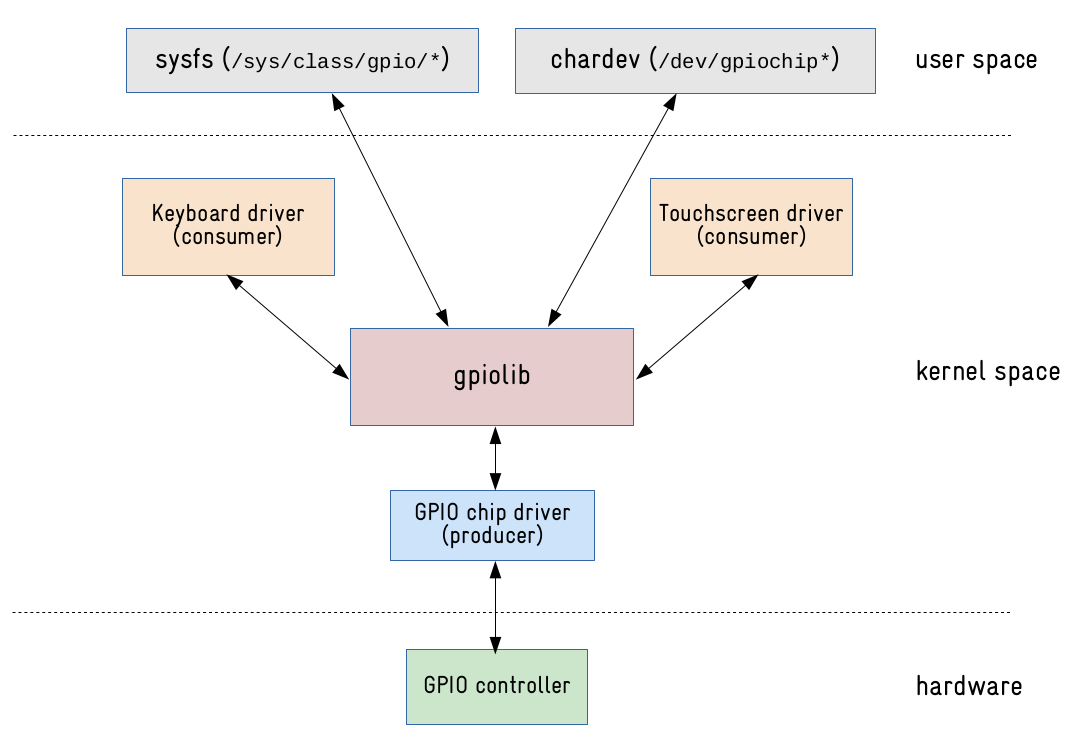 sysfs (/sys/class/gpio/*)
chardev (/dev/gpiochip*)
user space
Keyboard driver
(consumer)
Touchscreen driver
(consumer)
gpiolib
kernel space
GPIO chip driver
(producer)
GPIO controller
hardware